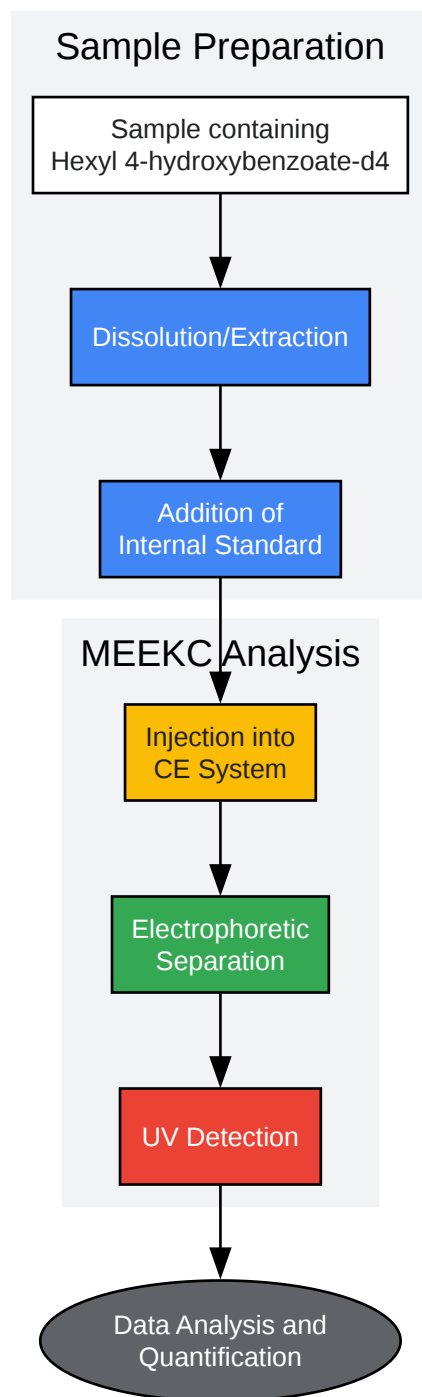 Sample Preparation
Sample containing
Hexyl 4-hydroxybenzoate-d4
Dissolution/Extraction
Addition of
Internal Standard
MEEKC Analysis
Injection into
CE System
Electrophoretic
Separation
UV Detection
Data Analysis and
Quantification